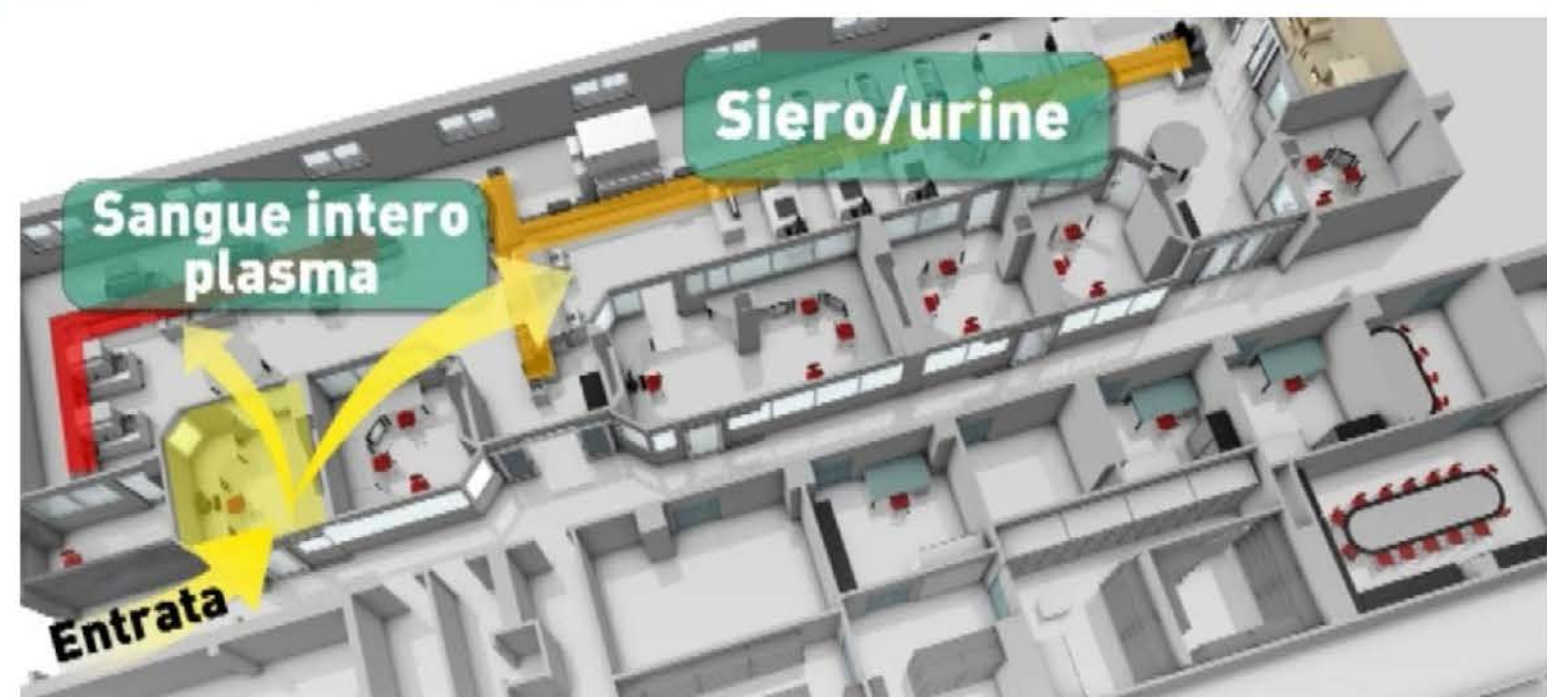 Siero/urine
Sangue intero
plasma
Entrata